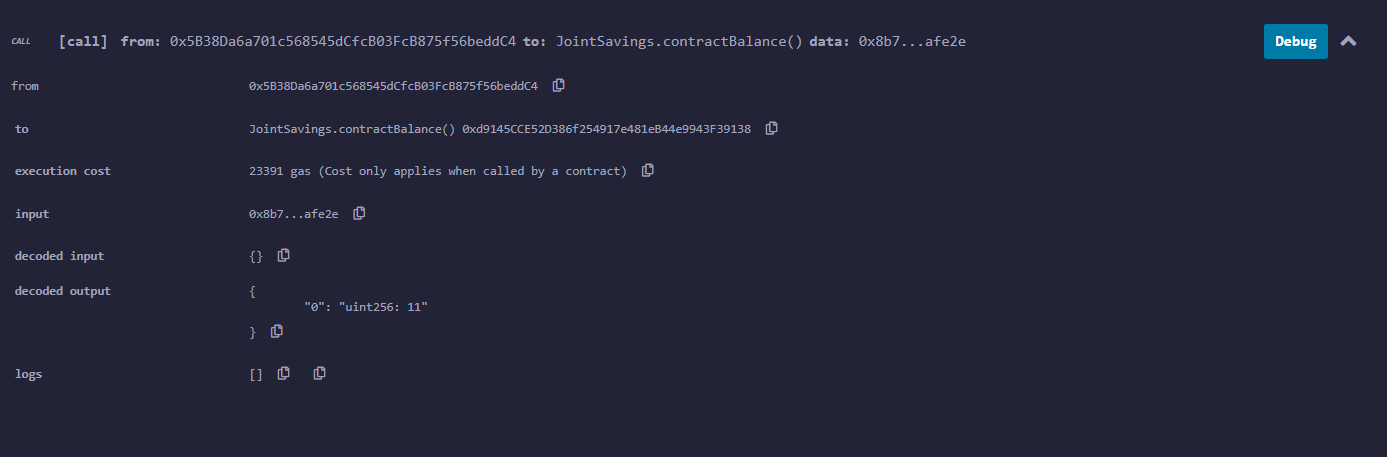 CALL [call] from: 0x5B38Da6a701c568545dCfcB03FcB875f56beddC4 to: JointSavings.contractBalance() data: 0x8b7...afe2e Debug
from 0x5B38Da6a701c568545dCfcB03FcB875f56beddC4
to JointSavings.contractBalance() 0xd9145CCE52D386f254917e481eB44e9943F39138
execution cost 23391 gas (Cost only applies when called by a contract)
input 0x8b7...afe2e
decoded input {}
decoded output {
"0": "uint256: 11"
}
logs []